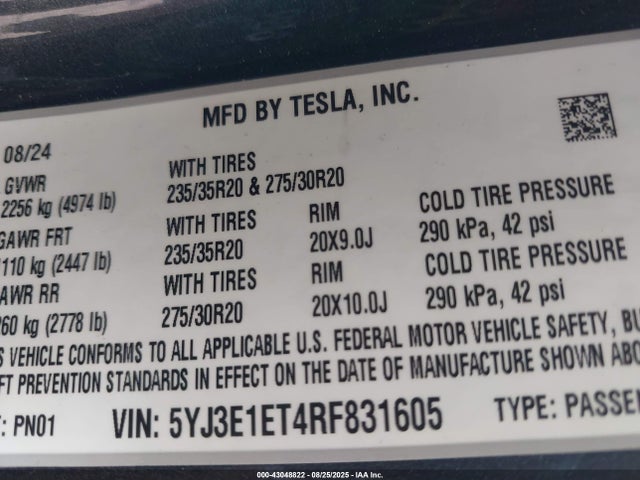 MFD BY TESLA, INC.
08/24
GVWR
2256 kg (4974 lb)
WITH TIRES
235/35R20 & 275/30R20
GAWR FRT
110 kg (2447 lb)
WITH TIRES
235/35R20
RIM
20X9.0J
COLD TIRE PRESSURE
290 kPa, 42 psi
AWR RR
260 kg (2778 lb)
WITH TIRES
275/30R20
RIM
20X10.0J
COLD TIRE PRESSURE
290 kPa, 42 psi
S VEHICLE CONFORMS TO ALL APPLICABLE U.S. FEDERAL MOTOR VEHICLE SAFETY, BU
FT PREVENTION STANDARDS IN EFFECT ON THE DATE OF MANUFACTURE SHOWN ABO
: PN01 VIN: 5YJ3E1ET4RF831605 TYPE: PASSE
000-43048822 - 08/25/2025 - IAA Inc.